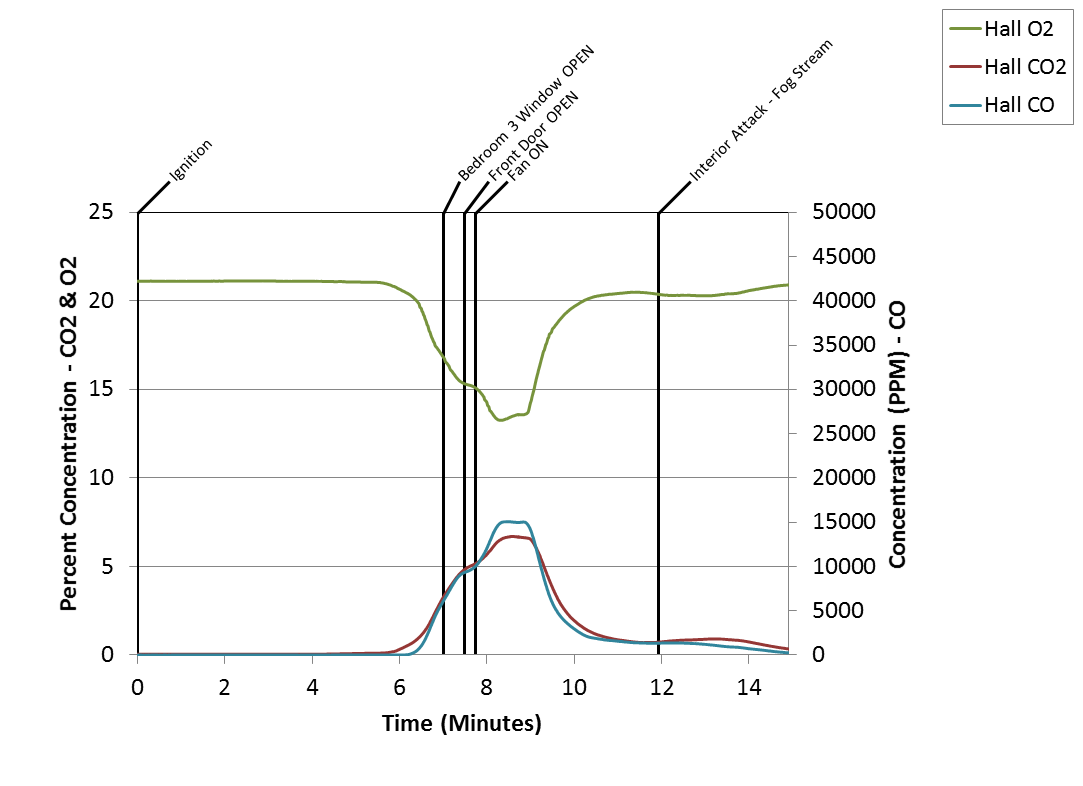 Hall O2
Hall CO2
Hall CO
Ignition
Bedroom 3 Window OPEN
Front Door OPEN
Fan ON
Interior Attack - Fog Stream
Percent Concentration - CO2 & O2
25
20
15
10
5
0
50000
45000
40000
35000
30000
25000
20000
15000
10000
5000
0
Concentration (PPM) - CO
0 2 4 6 8 10 12 14
Time (Minutes)